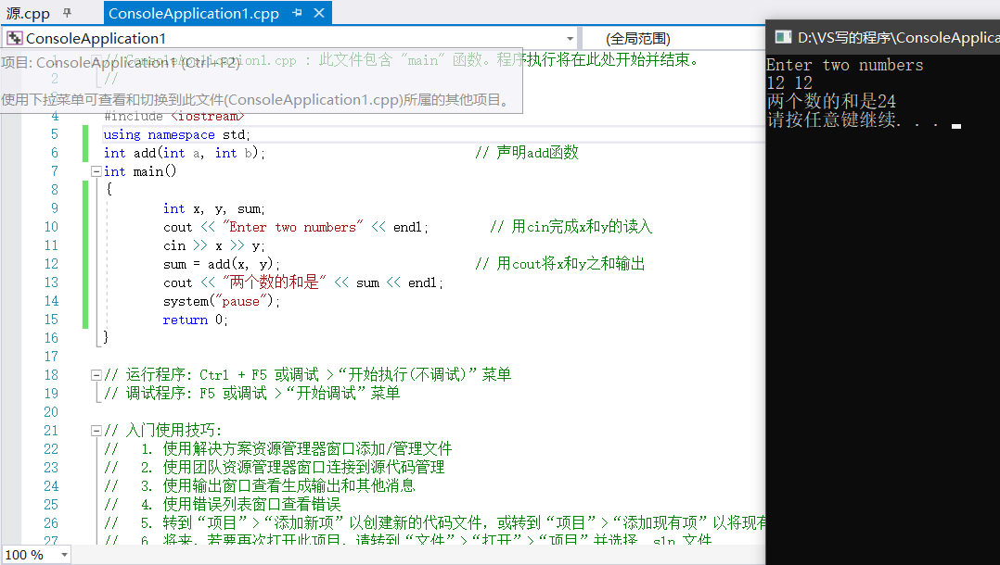 源.cpp
ConsoleApplication1.cpp
ConsoleApplication1
(全局范围)
项目: ConsoleApplication1 (Ctrl+F2)
使用下拉菜单可查看和切换到此文件(ConsoleApplication1.cpp)所属的其他项目。
1 // ConsoleApplication1.cpp : 此文件包含 "main" 函数。程序执行将在此处开始并结束。
2 //
4 #include <iostream>
5 using namespace std;
6 int add(int a, int b); // 声明add函数
7 int main()
8 {
9 int x, y, sum;
10 cout << "Enter two numbers" << endl; // 用cin完成x和y的读入
11 cin >> x >> y;
12 sum = add(x, y); // 用cout将x和y之和输出
13 cout << "两个数的和是" << sum << endl;
14 system("pause");
15 return 0;
16 }
17
18 // 运行程序: Ctrl + F5 或调试 >“开始执行(不调试)”菜单
19 // 调试程序: F5 或调试 >“开始调试”菜单
20
21 // 入门使用技巧:
22 // 1. 使用解决方案资源管理器窗口添加/管理文件
23 // 2. 使用团队资源管理器窗口连接到源代码管理
24 // 3. 使用输出窗口查看生成输出和其他消息
25 // 4. 使用错误列表窗口查看错误
26 // 5. 转到“项目”>“添加新项”以创建新的代码文件，或转到“项目”>“添加现有项”以将现有
27 // 6. 将来，若要再次打开此项目，请转到“文件”>“打开”>“项目”并选择 .sln 文件
100 %
D:\VS写的程序\ConsoleApplica
Enter two numbers
12 12
两个数的和是24
请按任意键继续. . .